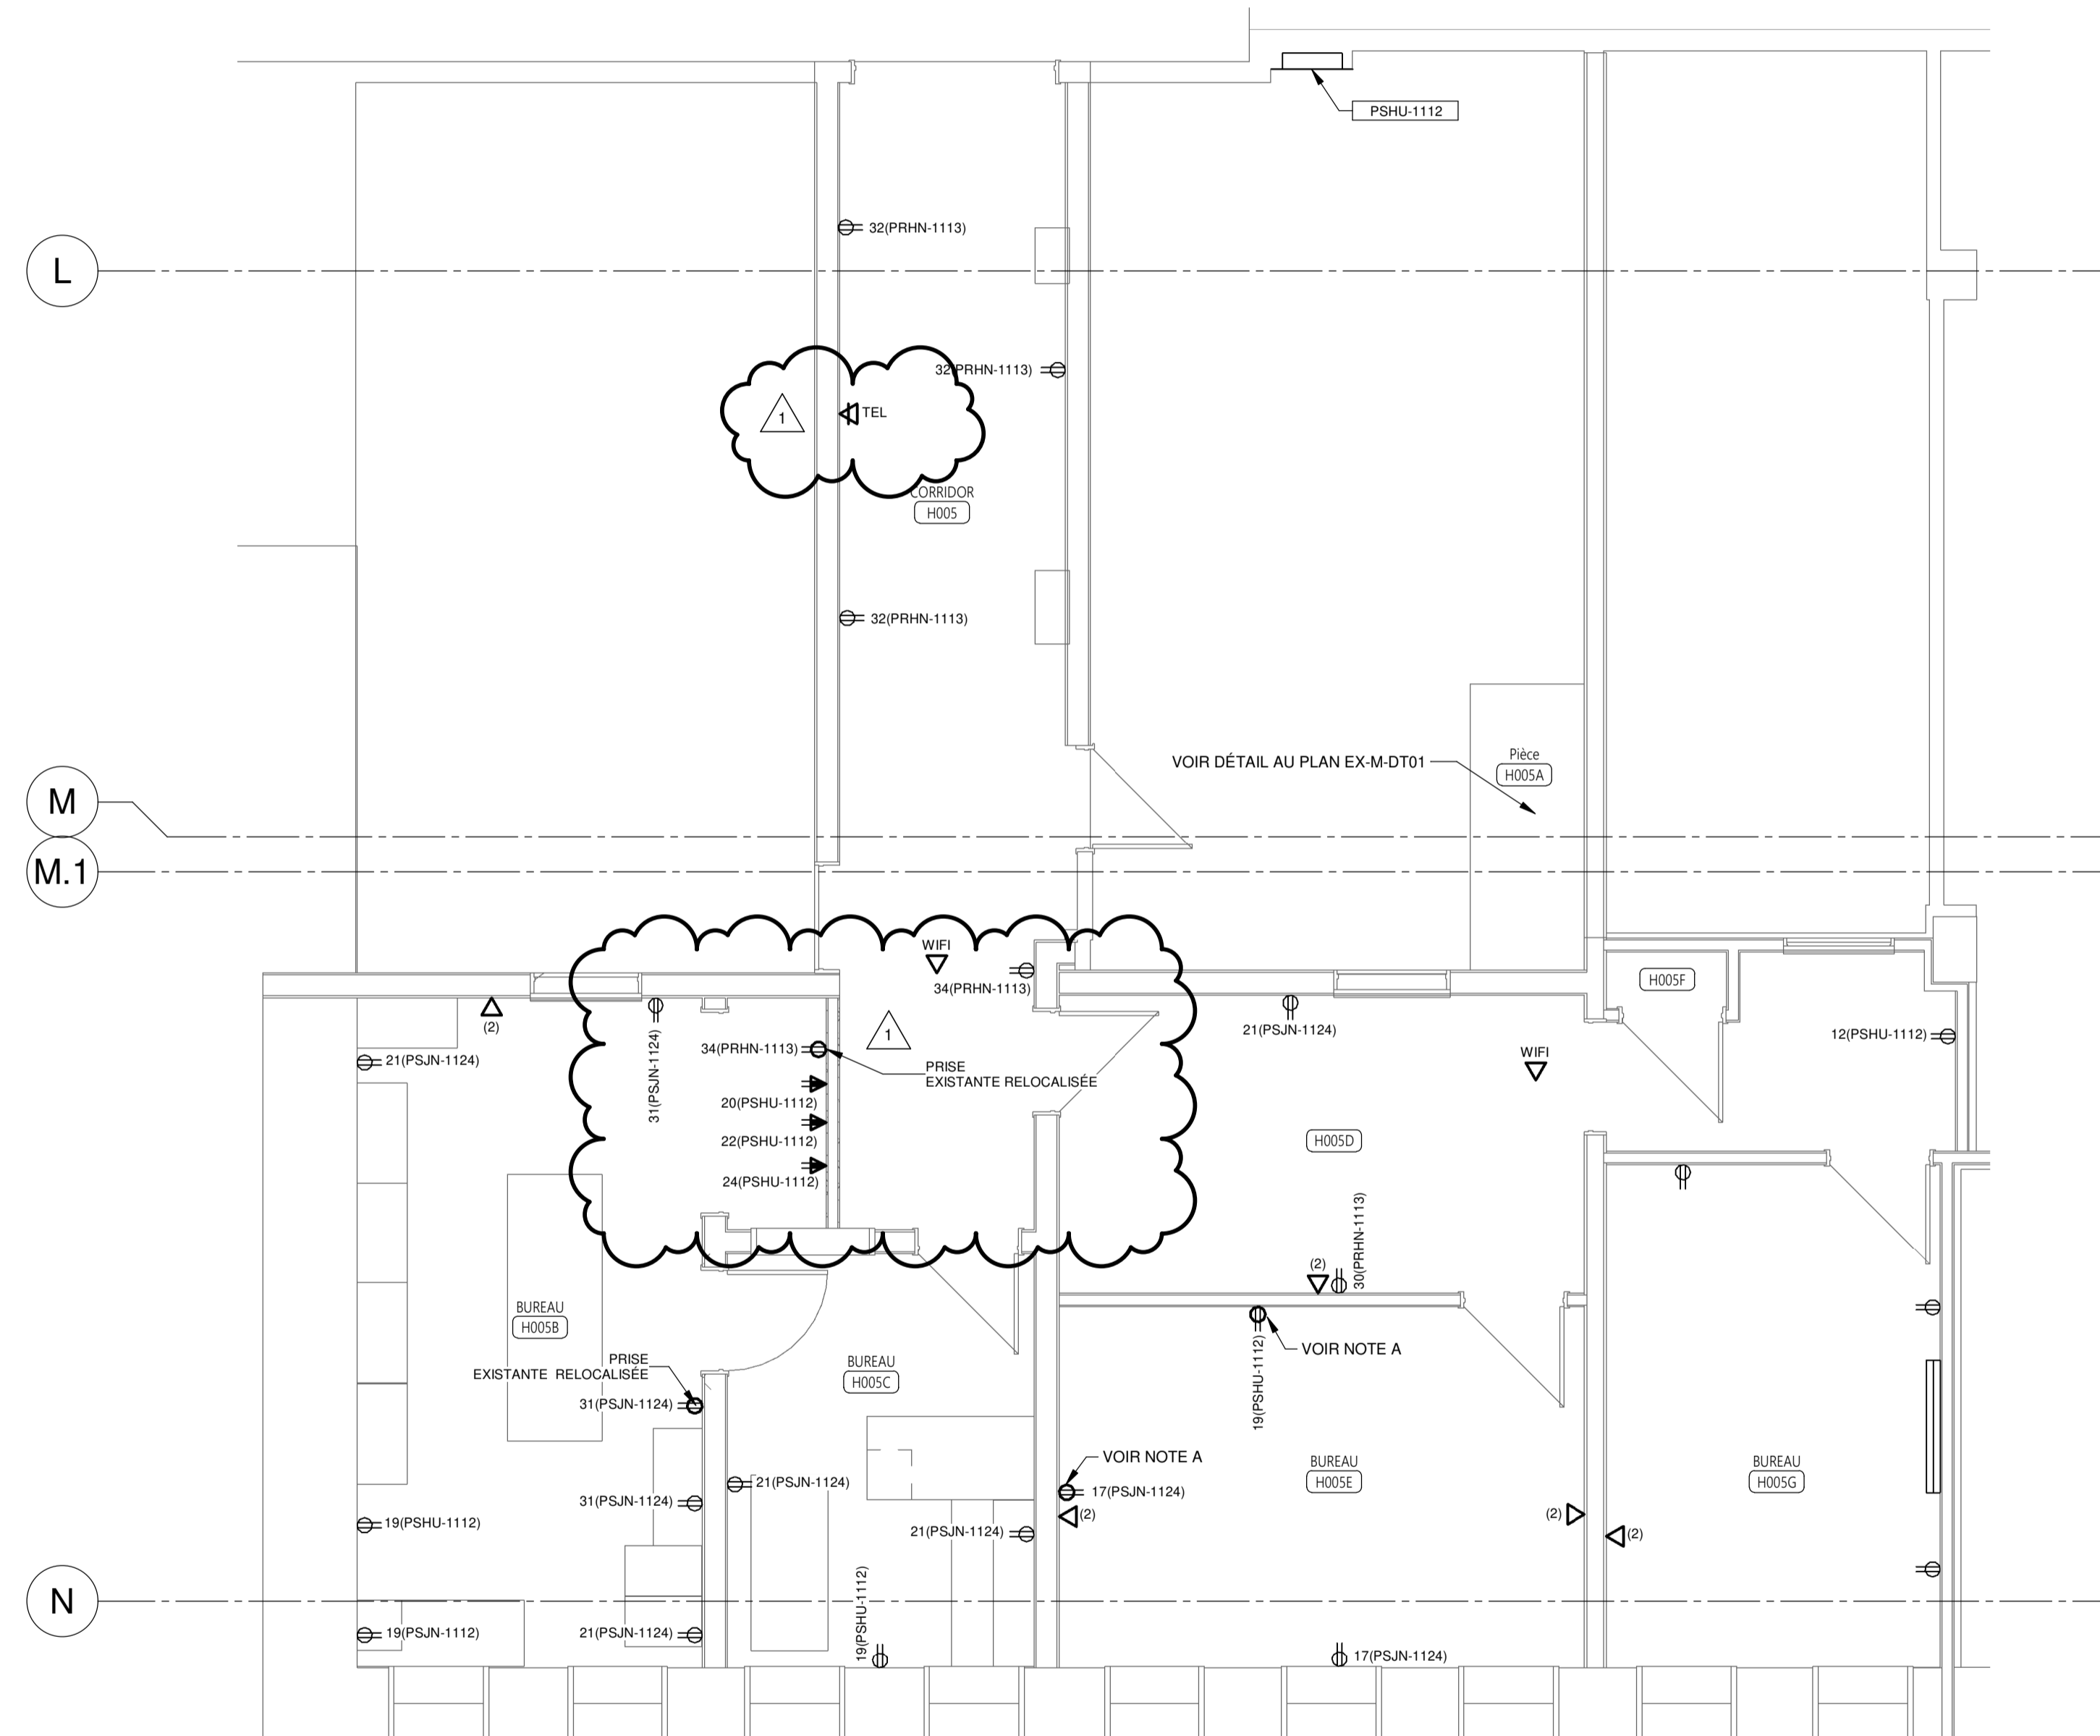 PSHU-1112
32(PRHN-1113)
L
32(PRHN-1113)
1
TEL
CORRIDOR
H005
32(PRHN-1113)
VOIR DÉTAIL AU PLAN EX-M-DT01
Pièce
H005A
M
M.1
WIFI
34(PRHN-1113)
H005F
(2)
31(PSJN-1124)
21(PSJN-1124)
1
21(PSJN-1124)
12(PSHU-1112)
34(PRHN-1113)
WIFI
PRISE
EXISTANTE RELOCALISÉE
20(PSHU-1112)
22(PSHU-1112)
24(PSHU-1112)
H005D
30(PRHN-1113)
(2)
BUREAU
H005B
VOIR NOTE A
19(PSHU-1112)
PRISE
EXISTANTE RELOCALISÉE
BUREAU
H005C
31(PSJN-1124)
VOIR NOTE A
BUREAU
H005E
BUREAU
H005G
21(PSJN-1124)
17(PSJN-1124)
31(PSJN-1124)
(2)
(2)
(2)
19(PSHU-1112)
21(PSJN-1124)
19(PSHU-1112)
N
19(PSJN-1112)
21(PSJN-1124)
17(PSJN-1124)